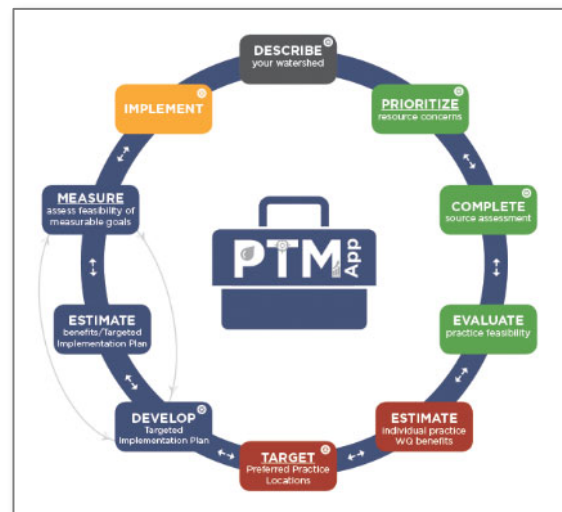 DESCRIBE
your watershed
PRIORITIZE
resource concerns
COMPLETE
source assessment
EVALUATE
practice feasibility
ESTIMATE
individual practice
WQ benefits
TARGET
Preferred Practice
Locations
DEVELOP
Targeted
Implementation Plan
ESTIMATE
benefits/Targeted
Implementation Plan
MEASURE
assess feasibility of
measurable goals
IMPLEMENT
PTM
App